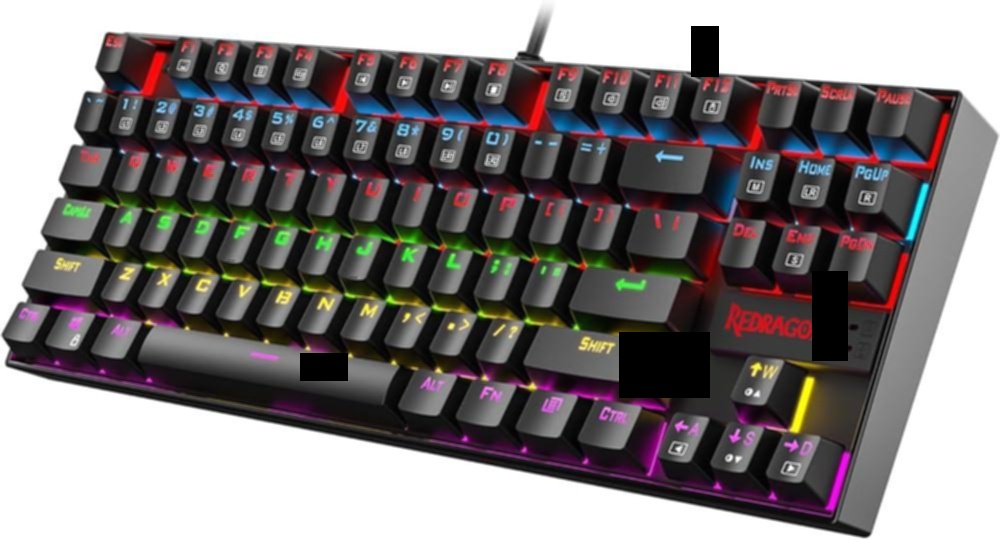 Esc F1 F2 F3 F4 F5 F6 F7 F8 F9 F10 F11 F12 PrtSc ScrLk Pause
`~ 1! 2@ 3# 4$ 5% 6^ 7& 8* 9( 0) -- =+ ← Ins Home PgUp
Tab Q W E R T Y U I O P [{ ]} \| Del End PgDn
CapsLk A S D F G H J K L ;: '" ↵
REDRAGO
Shift Z X C V B N M ,< .> /? Shift ↑W
Ctrl Alt Alt Fn Ctrl ←A ↓S →D